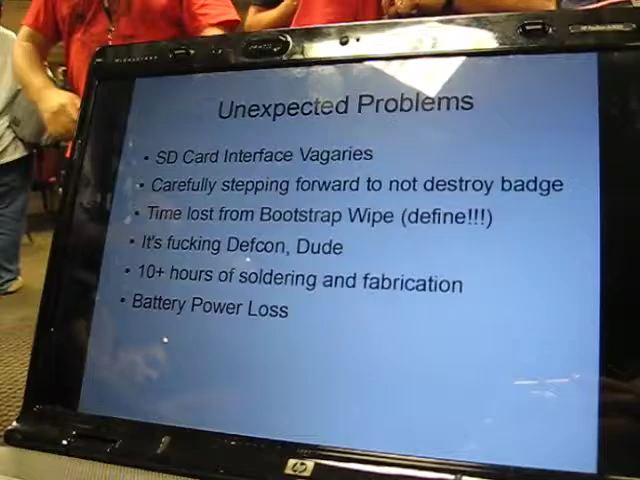 Unexpected Problems
• SD Card Interface Vagaries
• Carefully stepping forward to not destroy badge
• Time lost from Bootstrap Wipe (define!!!)
• It's fucking Defcon, Dude
• 10+ hours of soldering and fabrication
• Battery Power Loss
hp